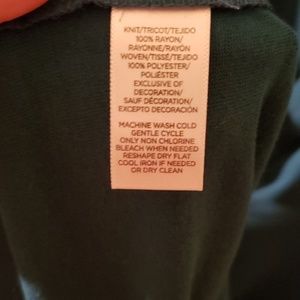 KNIT/TRICOT/TEJIDO
100% RAYON/
RAYONNE/RAYÓN
WOVEN/TISSÉ/TEJIDO
100% POLYESTER/
POLIÉSTER
EXCLUSIVE OF
DECORATION/
SAUF DÉCORATION/
EXCEPTO DECORACIÓN
MACHINE WASH COLD
GENTLE CYCLE
ONLY NON CHLORINE
BLEACH WHEN NEEDED
RESHAPE DRY FLAT
COOL IRON IF NEEDED
OR DRY CLEAN